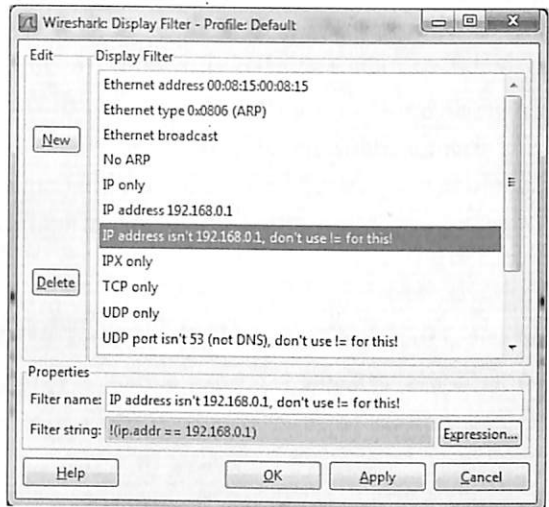 Wireshark: Display Filter - Profile: Default
Edit
Display Filter
Ethernet address 00:08:15:00:08:15
Ethernet type 0x0806 (ARP)
Ethernet broadcast
New
No ARP
IP only
IP address 192.168.0.1
IP address isn't 192.168.0.1, don't use != for this!
IPX only
Delete
TCP only
UDP only
UDP port isn't 53 (not DNS), don't use != for this!
Properties
Filter name: IP address isn't 192.168.0.1, don't use != for this!
Filter string: !(ip.addr == 192.168.0.1) Expression...
Help OK Apply Cancel